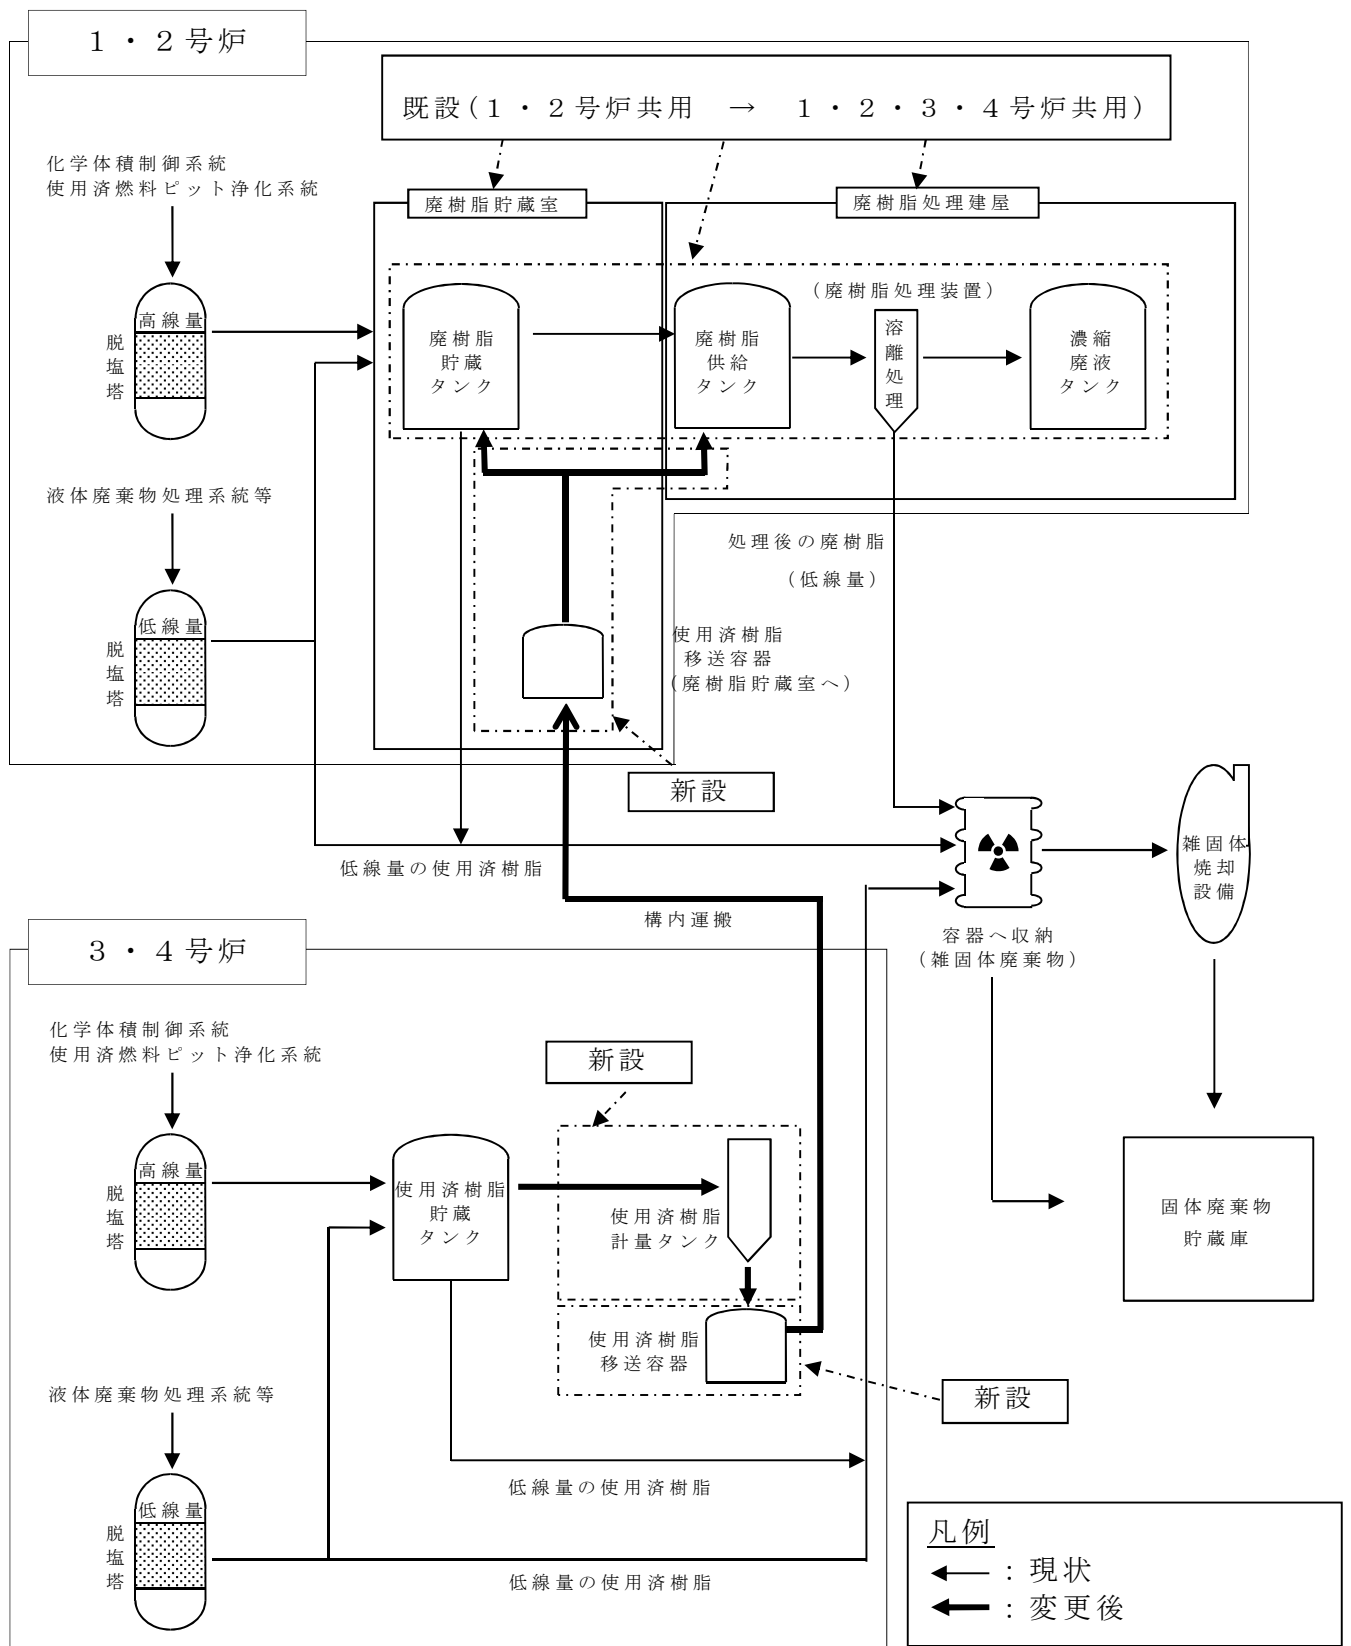 １・２号炉
既設(１・２号炉共用　→　１・２・３・４号炉共用)
化学体積制御系統
使用済燃料ピット浄化系統
廃樹脂貯蔵室
廃樹脂処理建屋
(廃樹脂処理装置)
高線量
脱塩塔
廃樹脂
貯蔵
タンク
廃樹脂
供給
タンク
溶離処理
濃縮
廃液
タンク
液体廃棄物処理系統等
処理後の廃樹脂
(低線量)
低線量
脱塩塔
使用済樹脂
移送容器
(廃樹脂貯蔵室へ)
新設
低線量の使用済樹脂
雑固体
焼却
設備
構内運搬
容器へ収納
(雑固体廃棄物)
３・４号炉
化学体積制御系統
使用済燃料ピット浄化系統
新設
高線量
脱塩塔
使用済樹脂
貯蔵
タンク
使用済樹脂
計量タンク
固体廃棄物
貯蔵庫
使用済樹脂
移送容器
新設
液体廃棄物処理系統等
低線量の使用済樹脂
低線量
脱塩塔
低線量の使用済樹脂
凡例
：現状
：変更後